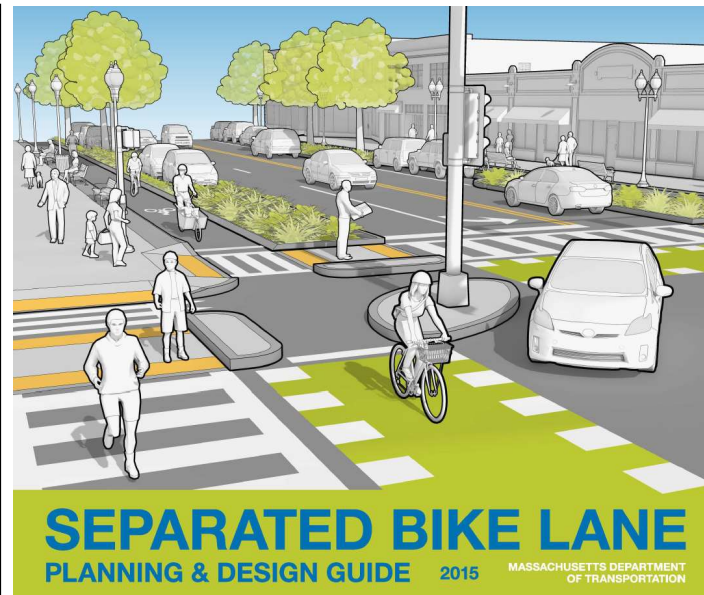 SEPARATED BIKE LANE
PLANNING & DESIGN GUIDE 2015 MASSACHUSETTS DEPARTMENT
OF TRANSPORTATION